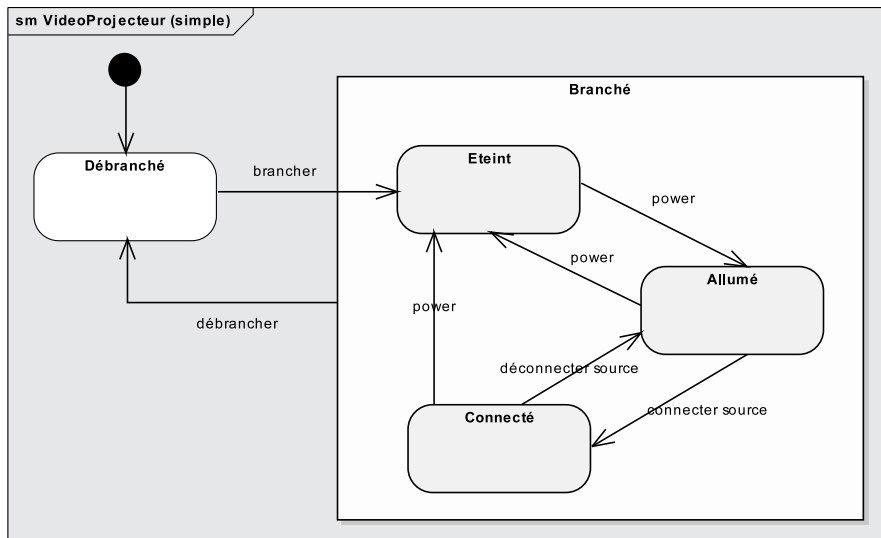 sm VideoProjecteur (simple)
Branché
Débranché
Eteint
brancher
power
power
Allumé
power
débrancher
déconnecter source
connecter source
Connecté